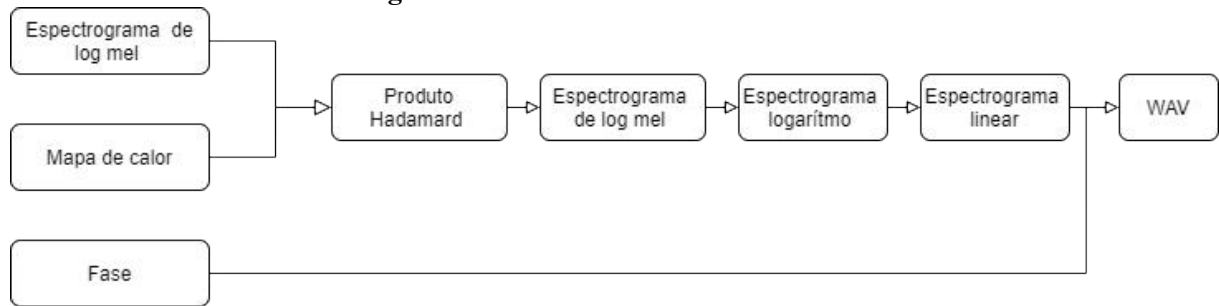 Espectrograma de
log mel
Mapa de calor
Fase
Produto
Hadamard
Espectrograma
de log mel
Espectrograma
logarítmo
Espectrograma
linear
WAV